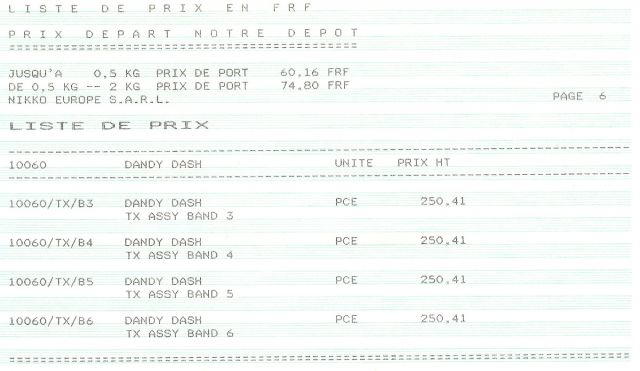 LISTE DE PRIX EN FRF
PRIX DEPART NOTRE DEPOT
JUSQU'A 0,5 KG PRIX DE PORT 60,16 FRF
DE 0,5 KG -- 2 KG PRIX DE PORT 74,80 FRF
NIKKO EUROPE S.A.R.L. PAGE 6
LISTE DE PRIX
10060 DANDY DASH UNITE PRIX HT
10060/TX/B3 DANDY DASH PCE 250,41
TX ASSY BAND 3
10060/TX/B4 DANDY DASH PCE 250,41
TX ASSY BAND 4
10060/TX/B5 DANDY DASH PCE 250,41
TX ASSY BAND 5
10060/TX/B6 DANDY DASH PCE 250,41
TX ASSY BAND 6